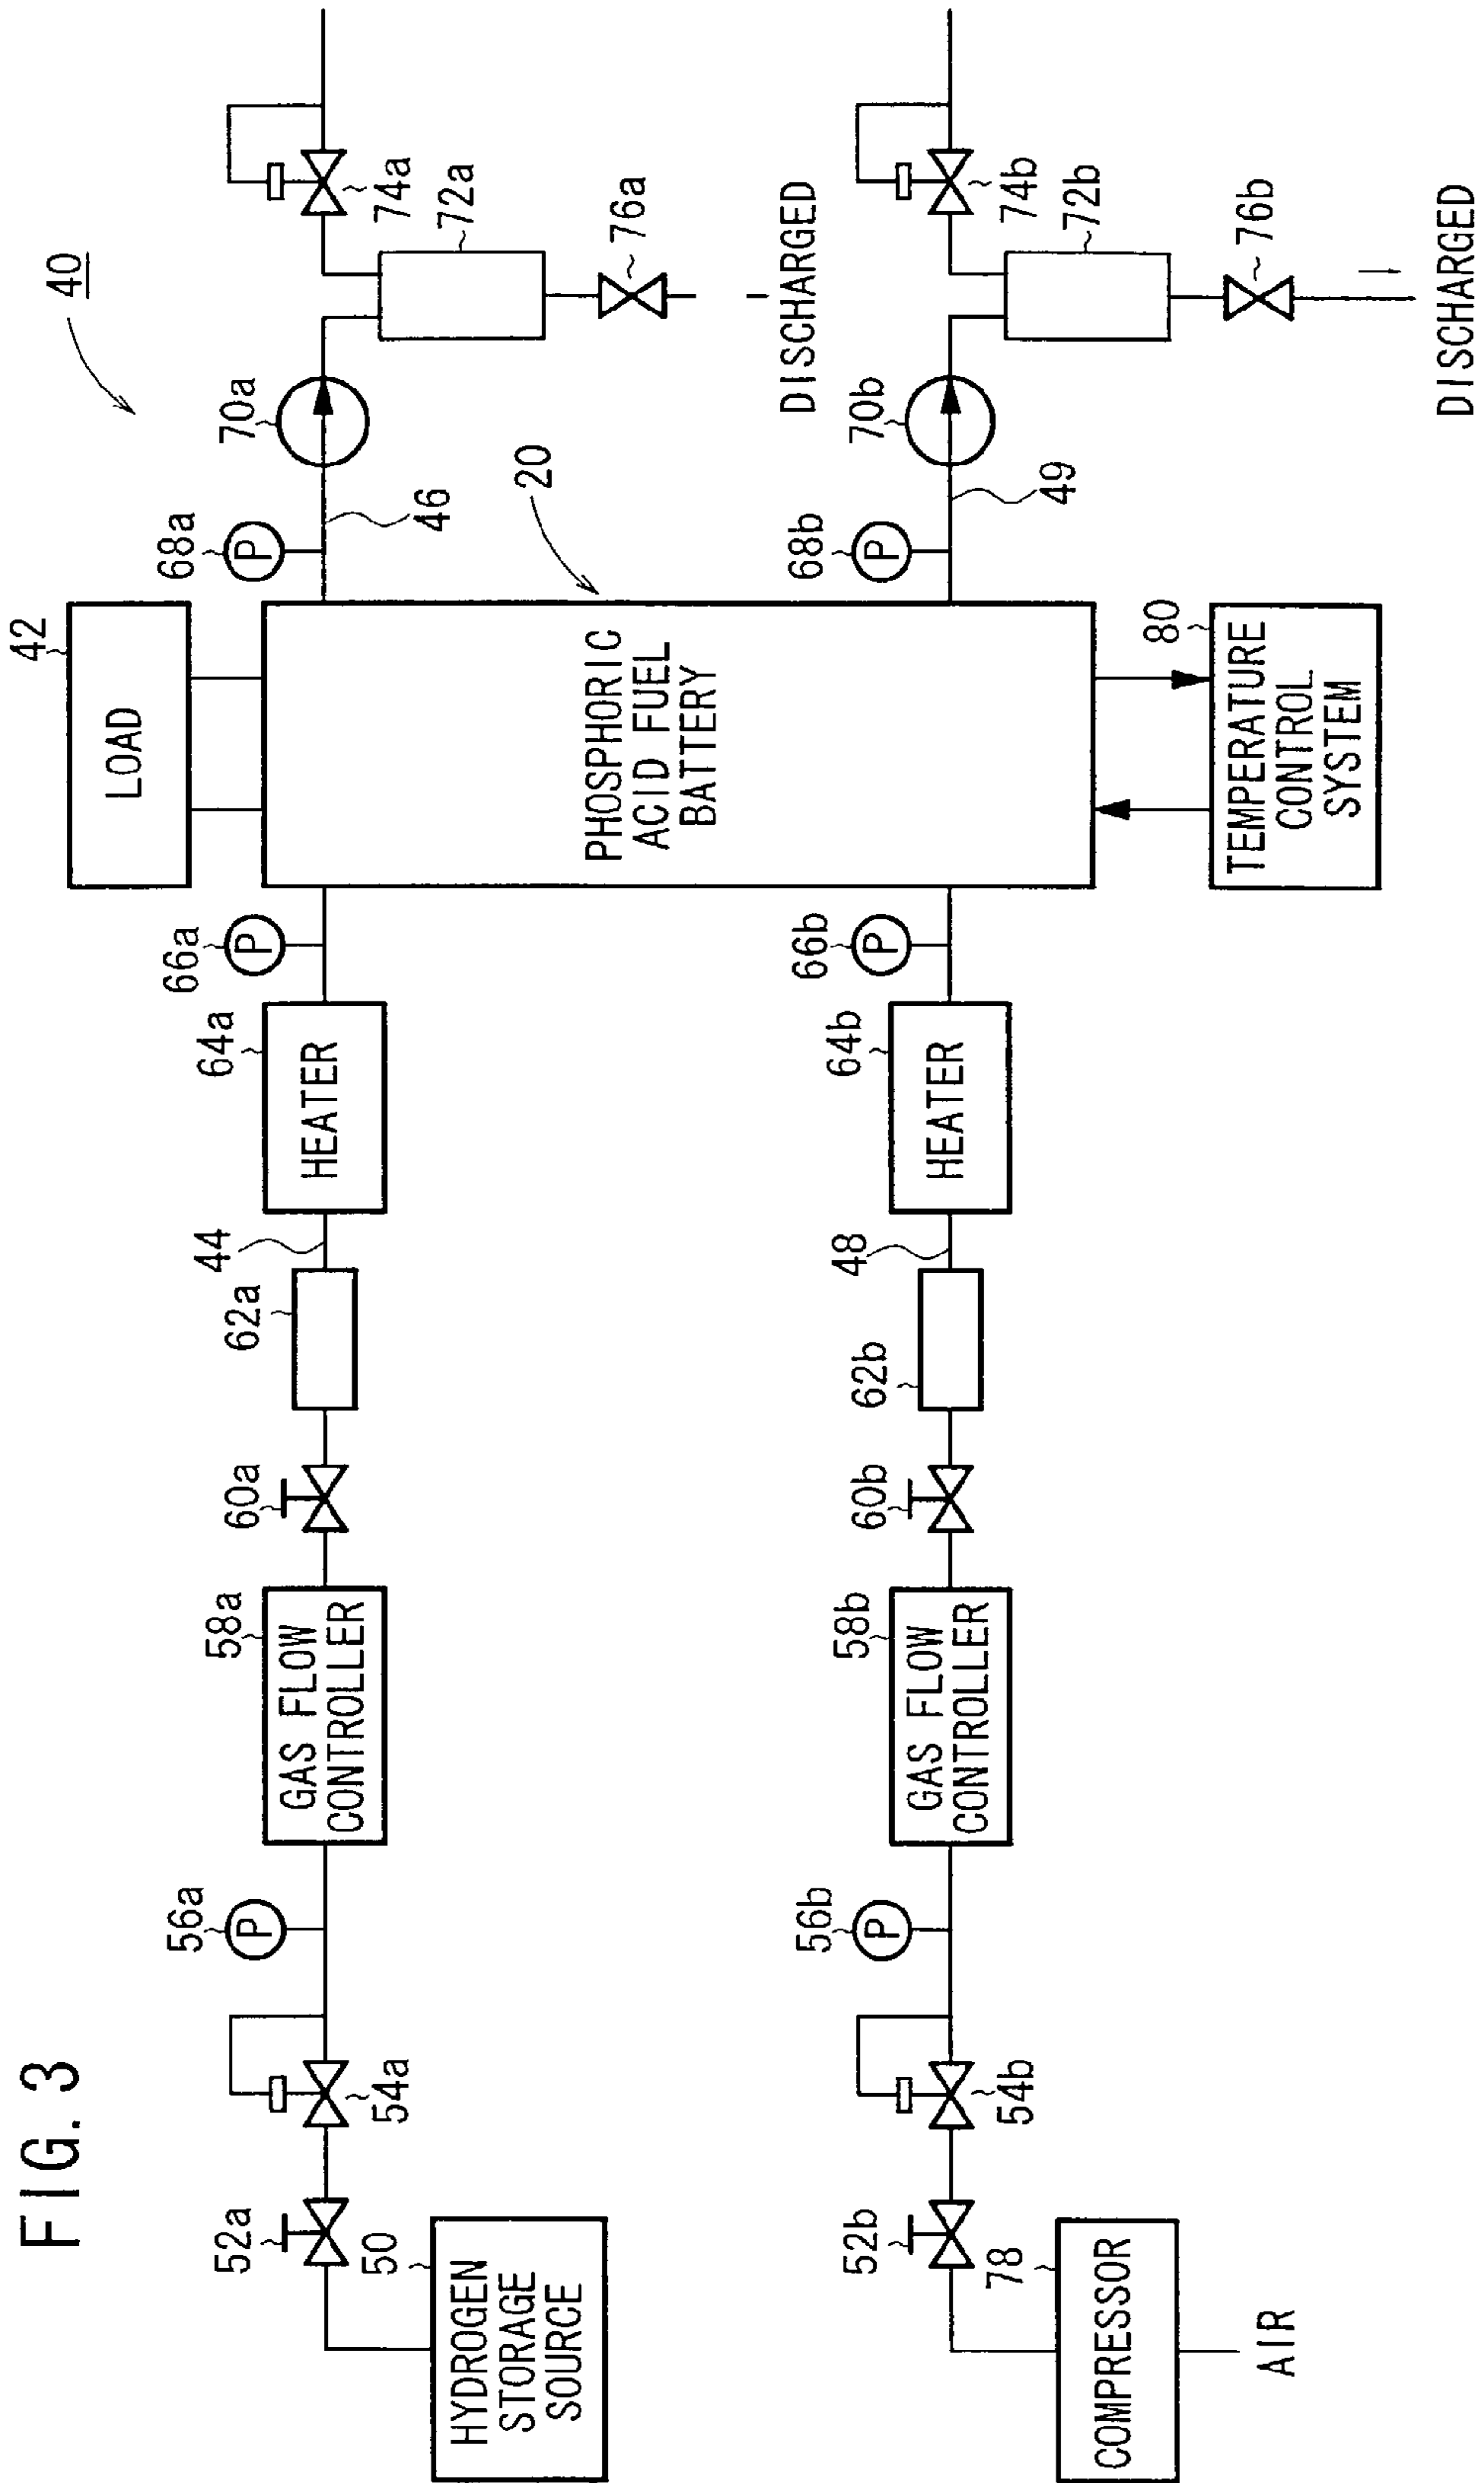 FIG. 3
40
42
LOAD
52a
54a
56a
58a
60a
62a
44
64a
66a
68a
46
70a
72a
74a
76a
50
HYDROGEN
STORAGE
SOURCE
GAS FLOW
CONTROLLER
HEATER
P
P
P
20
PHOSPHORIC
ACID FUEL
BATTERY
DISCHARGED
52b
54b
56b
58b
60b
62b
48
64b
66b
68b
49
70b
72b
74b
76b
78
COMPRESSOR
AIR
GAS FLOW
CONTROLLER
HEATER
P
P
P
80
TEMPERATURE
CONTROL
SYSTEM
DISCHARGED